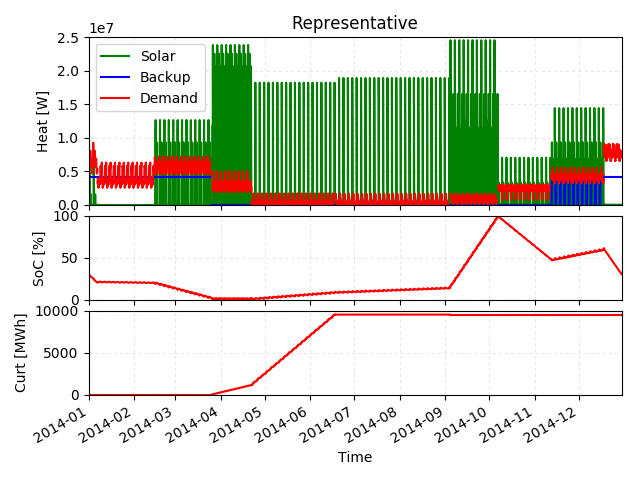 Representative
1e7
Heat [W]
2.5
2.0
1.5
1.0
0.5
0.0
Solar
Backup
Demand
SoC [%]
100
50
0
Curt [MWh]
10000
5000
0
2014-01
2014-02
2014-03
2014-04
2014-05
2014-06
2014-07
2014-08
2014-09
2014-10
2014-11
2014-12
Time